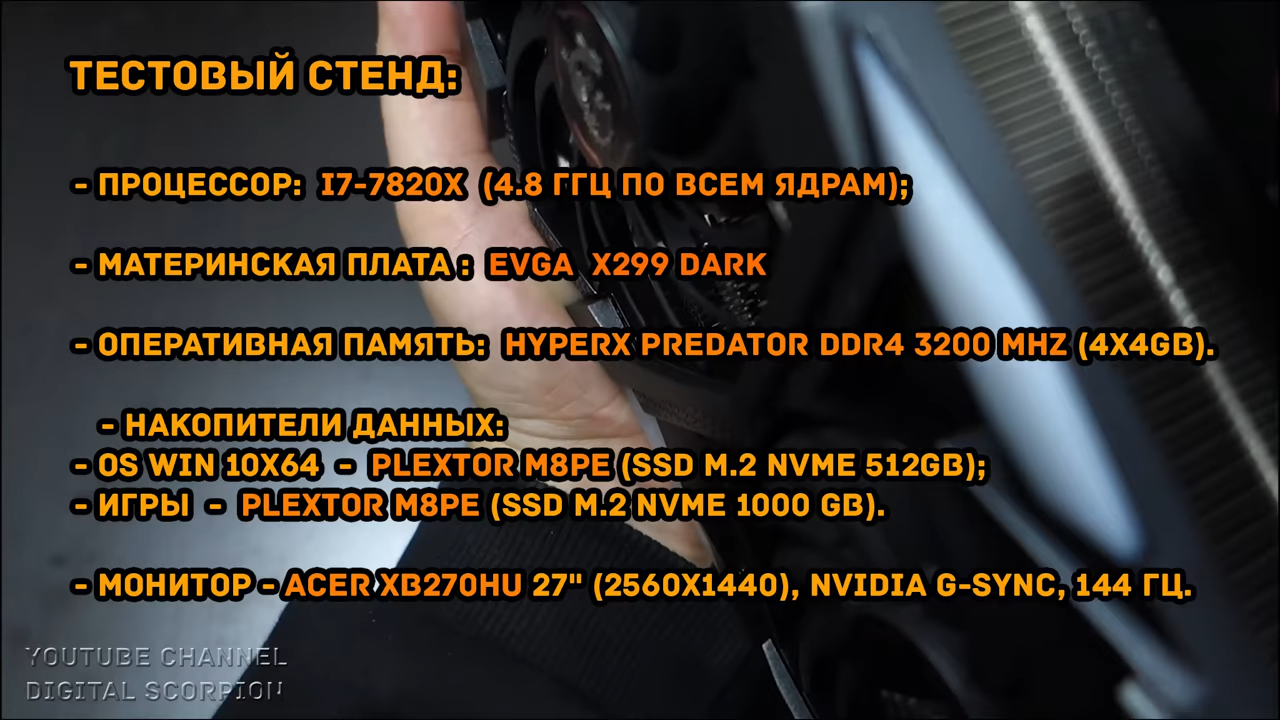 ТЕСТОВЫЙ СТЕНД:
- ПРОЦЕССОР: I7-7820X (4.8 ГГЦ ПО ВСЕМ ЯДРАМ);
- МАТЕРИНСКАЯ ПЛАТА : EVGA X299 DARK
- ОПЕРАТИВНАЯ ПАМЯТЬ: HYPERX PREDATOR DDR4 3200 MHZ (4X4GB).
- НАКОПИТЕЛИ ДАННЫХ:
- OS WIN 10X64 - PLEXTOR M8PE (SSD M.2 NVME 512GB);
- ИГРЫ - PLEXTOR M8PE (SSD M.2 NVME 1000 GB).
- МОНИТОР - ACER XB270HU 27" (2560X1440), NVIDIA G-SYNC, 144 ГЦ.
YOUTUBE CHANNEL
DIGITAL SCORPION